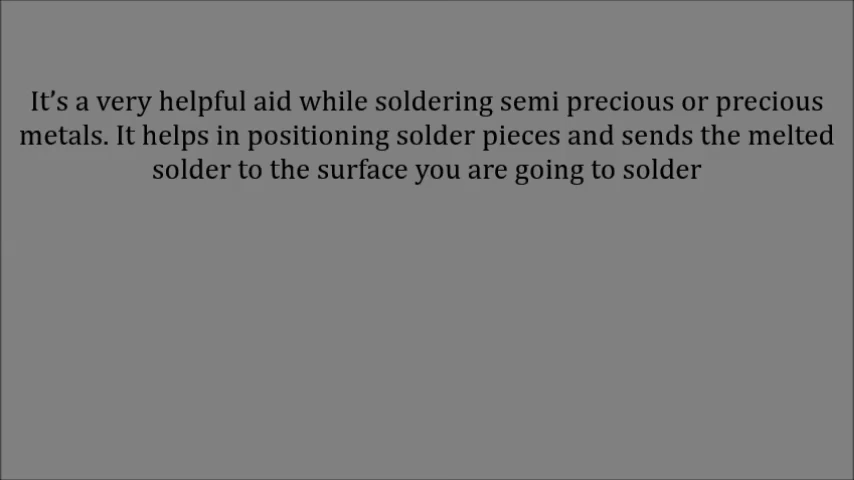 It’s a very helpful aid while soldering semi precious or precious
metals. It helps in positioning solder pieces and sends the melted
solder to the surface you are going to solder